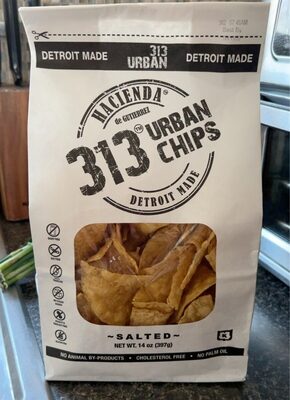 DETROIT MADE 313 URBAN DETROIT MADE
HACIENDA
de GUTIERREZ
313™ URBAN CHIPS
DETROIT MADE
~SALTED~
NET WT. 14 oz (397g)
NO ANIMAL BY-PRODUCTS • CHOLESTEROL FREE • NO PALM OIL